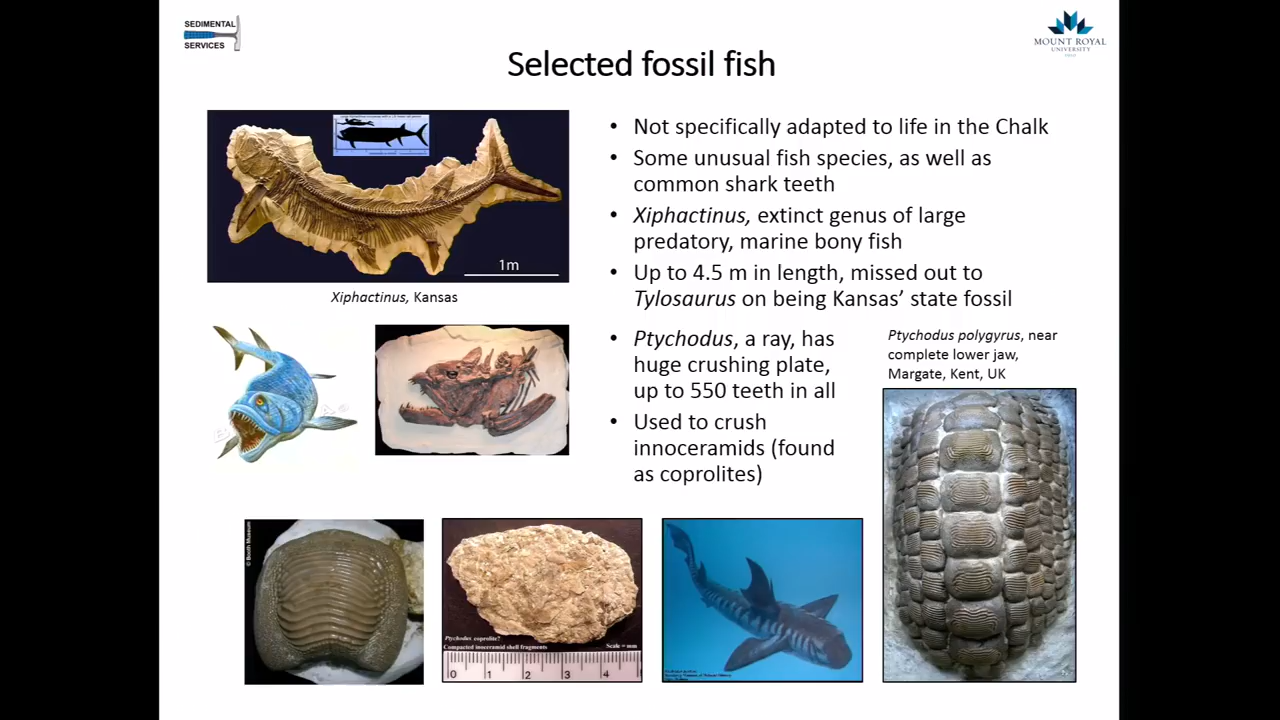 SEDIMENTAL
SERVICES
MOUNT ROYAL
UNIVERSITY
1910
Selected fossil fish
1m
Xiphactinus, Kansas
• Not specifically adapted to life in the Chalk
• Some unusual fish species, as well as
common shark teeth
• Xiphactinus, extinct genus of large
predatory, marine bony fish
• Up to 4.5 m in length, missed out to
Tylosaurus on being Kansas’ state fossil
• Ptychodus, a ray, has
huge crushing plate,
up to 550 teeth in all
• Used to crush
innoceramids (found
as coprolites)
Ptychodus polygyrus, near
complete lower jaw,
Margate, Kent, UK
© Booth Museum
Ptychodus coprolite?
Compacted inoceramid shell fragments
Scale = mm
0 1 2 3 4